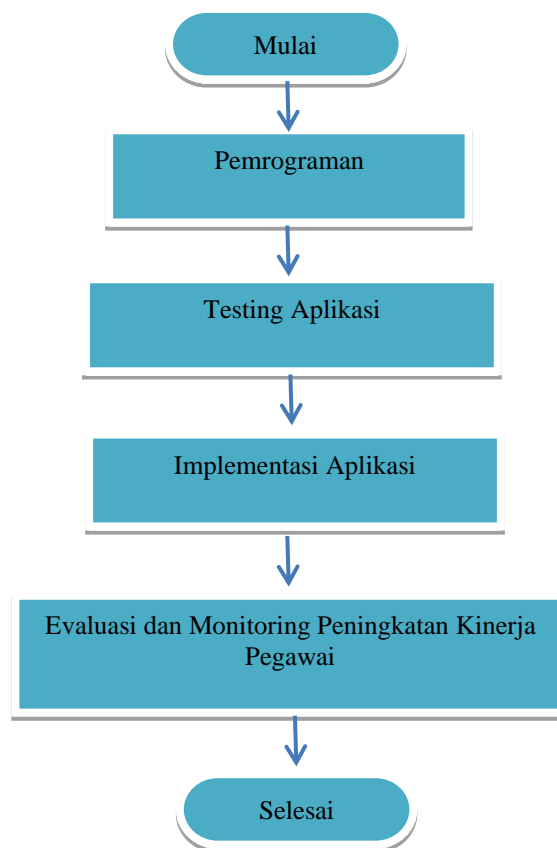 Mulai
Pemrograman
Testing Aplikasi
Implementasi Aplikasi
Evaluasi dan Monitoring Peningkatan Kinerja
Pegawai
Selesai